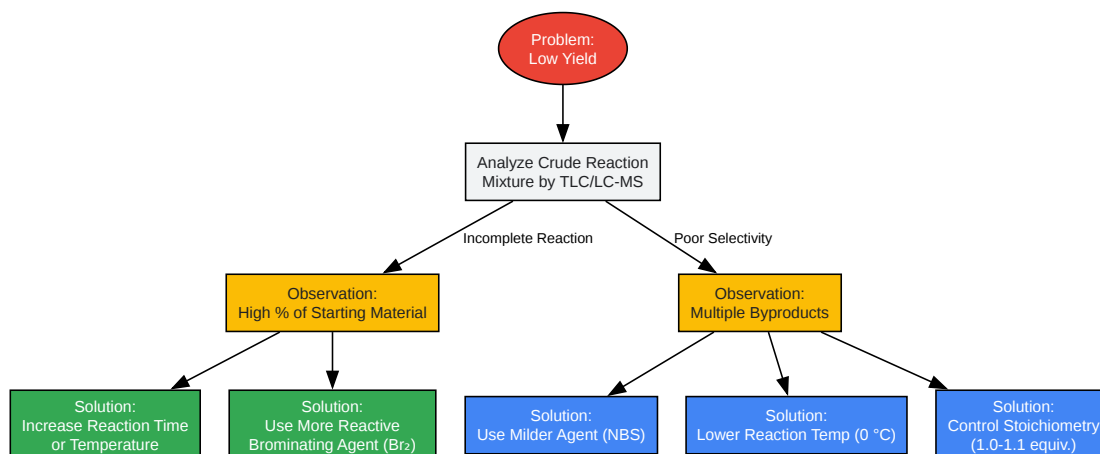 Problem:
Low Yield
Analyze Crude Reaction
Mixture by TLC/LC-MS
Incomplete Reaction
Poor Selectivity
Observation:
High % of Starting Material
Observation:
Multiple Byproducts
Solution:
Increase Reaction Time
or Temperature
Solution:
Use More Reactive
Brominating Agent (Br₂)
Solution:
Use Milder Agent (NBS)
Solution:
Lower Reaction Temp (0 °C)
Solution:
Control Stoichiometry
(1.0-1.1 equiv.)